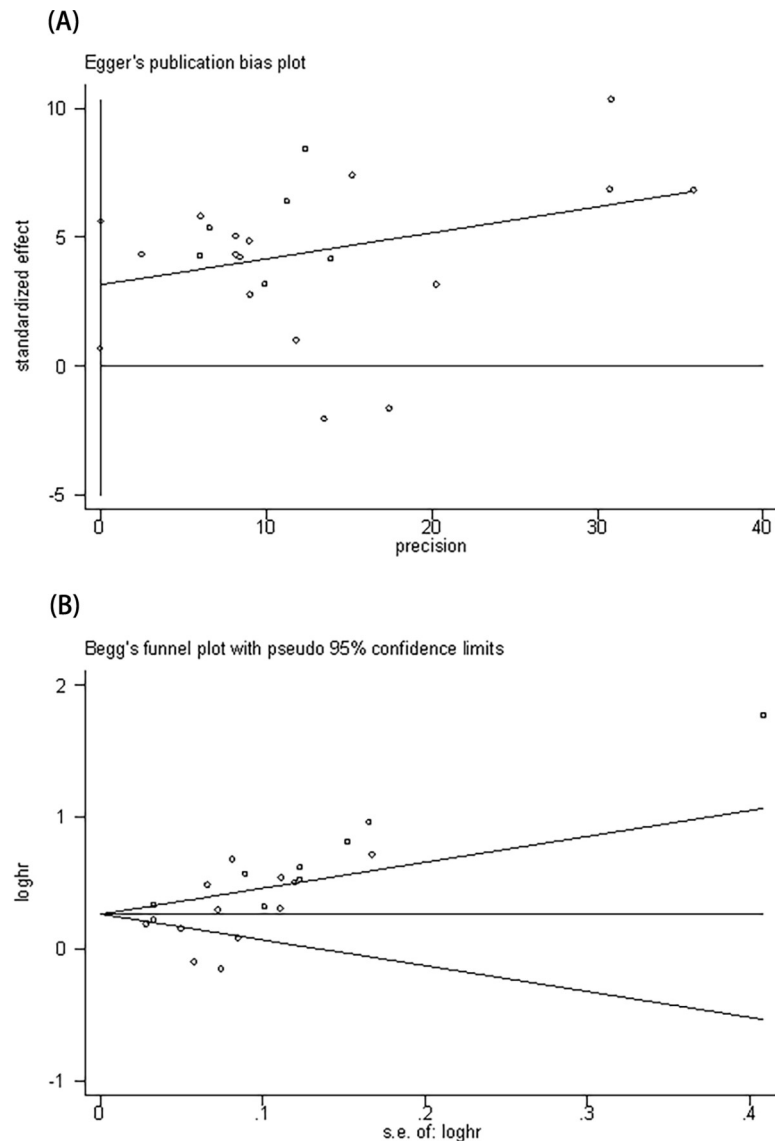 (A)
Egger's publication bias plot
10
5
0
-5
standardized effect
0 10 20 30 40
precision
(B)
Begg's funnel plot with pseudo 95% confidence limits
2
1
0
-1
loghr
0 .1 .2 .3 .4
s.e. of: loghr